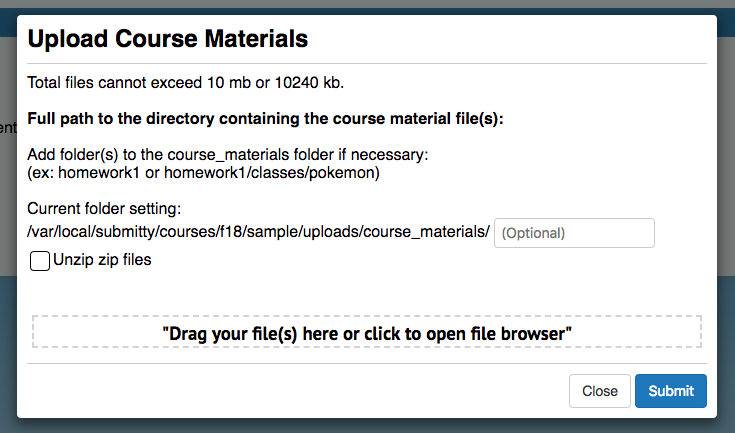 Upload Course Materials
Total files cannot exceed 10 mb or 10240 kb.
ent
Full path to the directory containing the course material file(s):
Add folder(s) to the course_materials folder if necessary:
(ex: homework1 or homework1/classes/pokemon)
Current folder setting:
/var/local/submitty/courses/f18/sample/uploads/course_materials/ (Optional)
Unzip zip files
"Drag your file(s) here or click to open file browser"
Close Submit